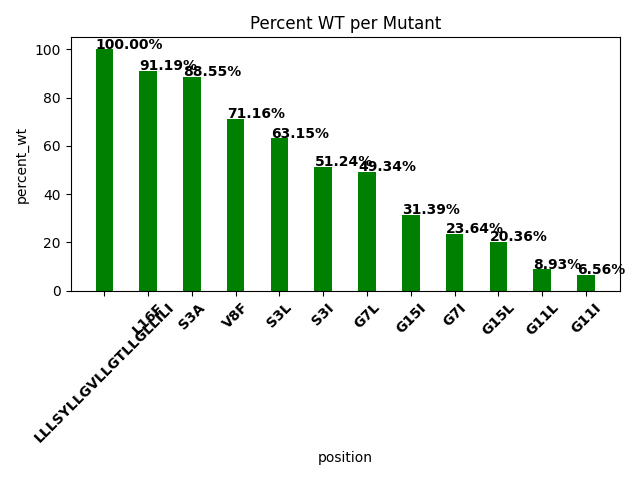 Percent WT per Mutant
percent_wt
100
80
60
40
20
0
100.00%
91.19%
88.55%
71.16%
63.15%
51.24%
49.34%
31.39%
23.64%
20.36%
8.93%
6.56%
LLLSYLLGVLLGTLLGLLILI
L16F
S3A
V8F
S3L
S3I
G7L
G15I
G7I
G15L
G11L
G11I
position